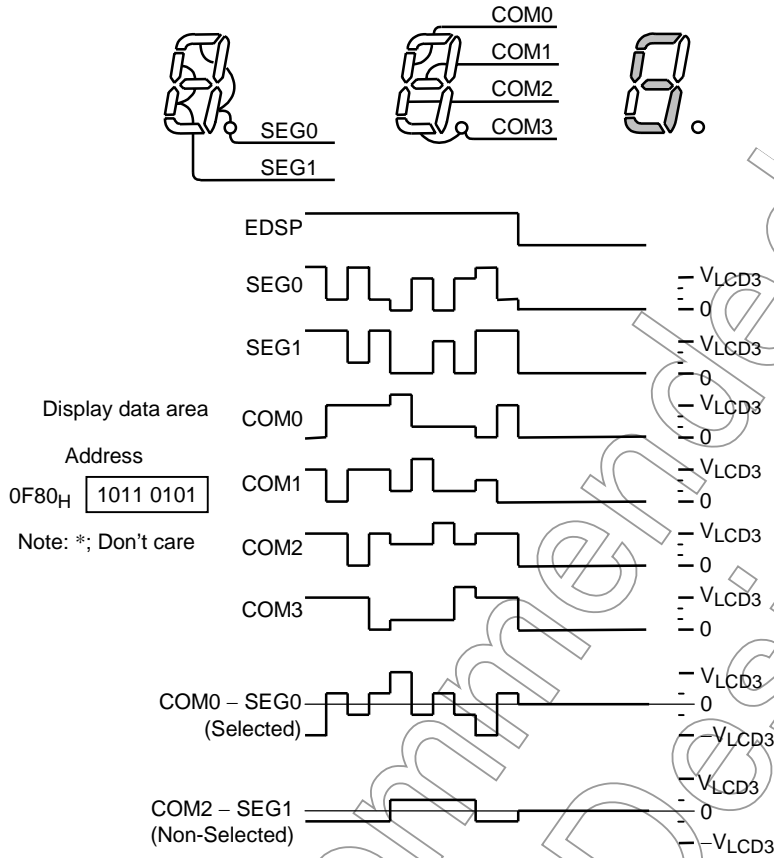 COM0
COM1
COM2
COM3
SEG0
SEG1
EDSP
SEG0
VLCD3
0
SEG1
VLCD3
0
Display data area
COM0
VLCD3
0
Address
0F80H 1011 0101
COM1
VLCD3
0
Note: *; Don't care
COM2
VLCD3
0
COM3
VLCD3
0
COM0 – SEG0
(Selected)
VLCD3
0
–VLCD3
COM2 – SEG1
(Non-Selected)
VLCD3
0
–VLCD3